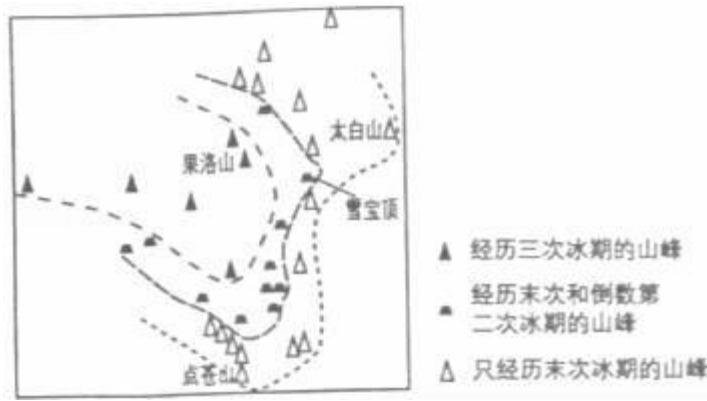 太白山
果洛山
雪宝顶
点苍山
经历三次冰期的山峰
经历末次和倒数第
二次冰期的山峰
只经历末次冰期的山峰